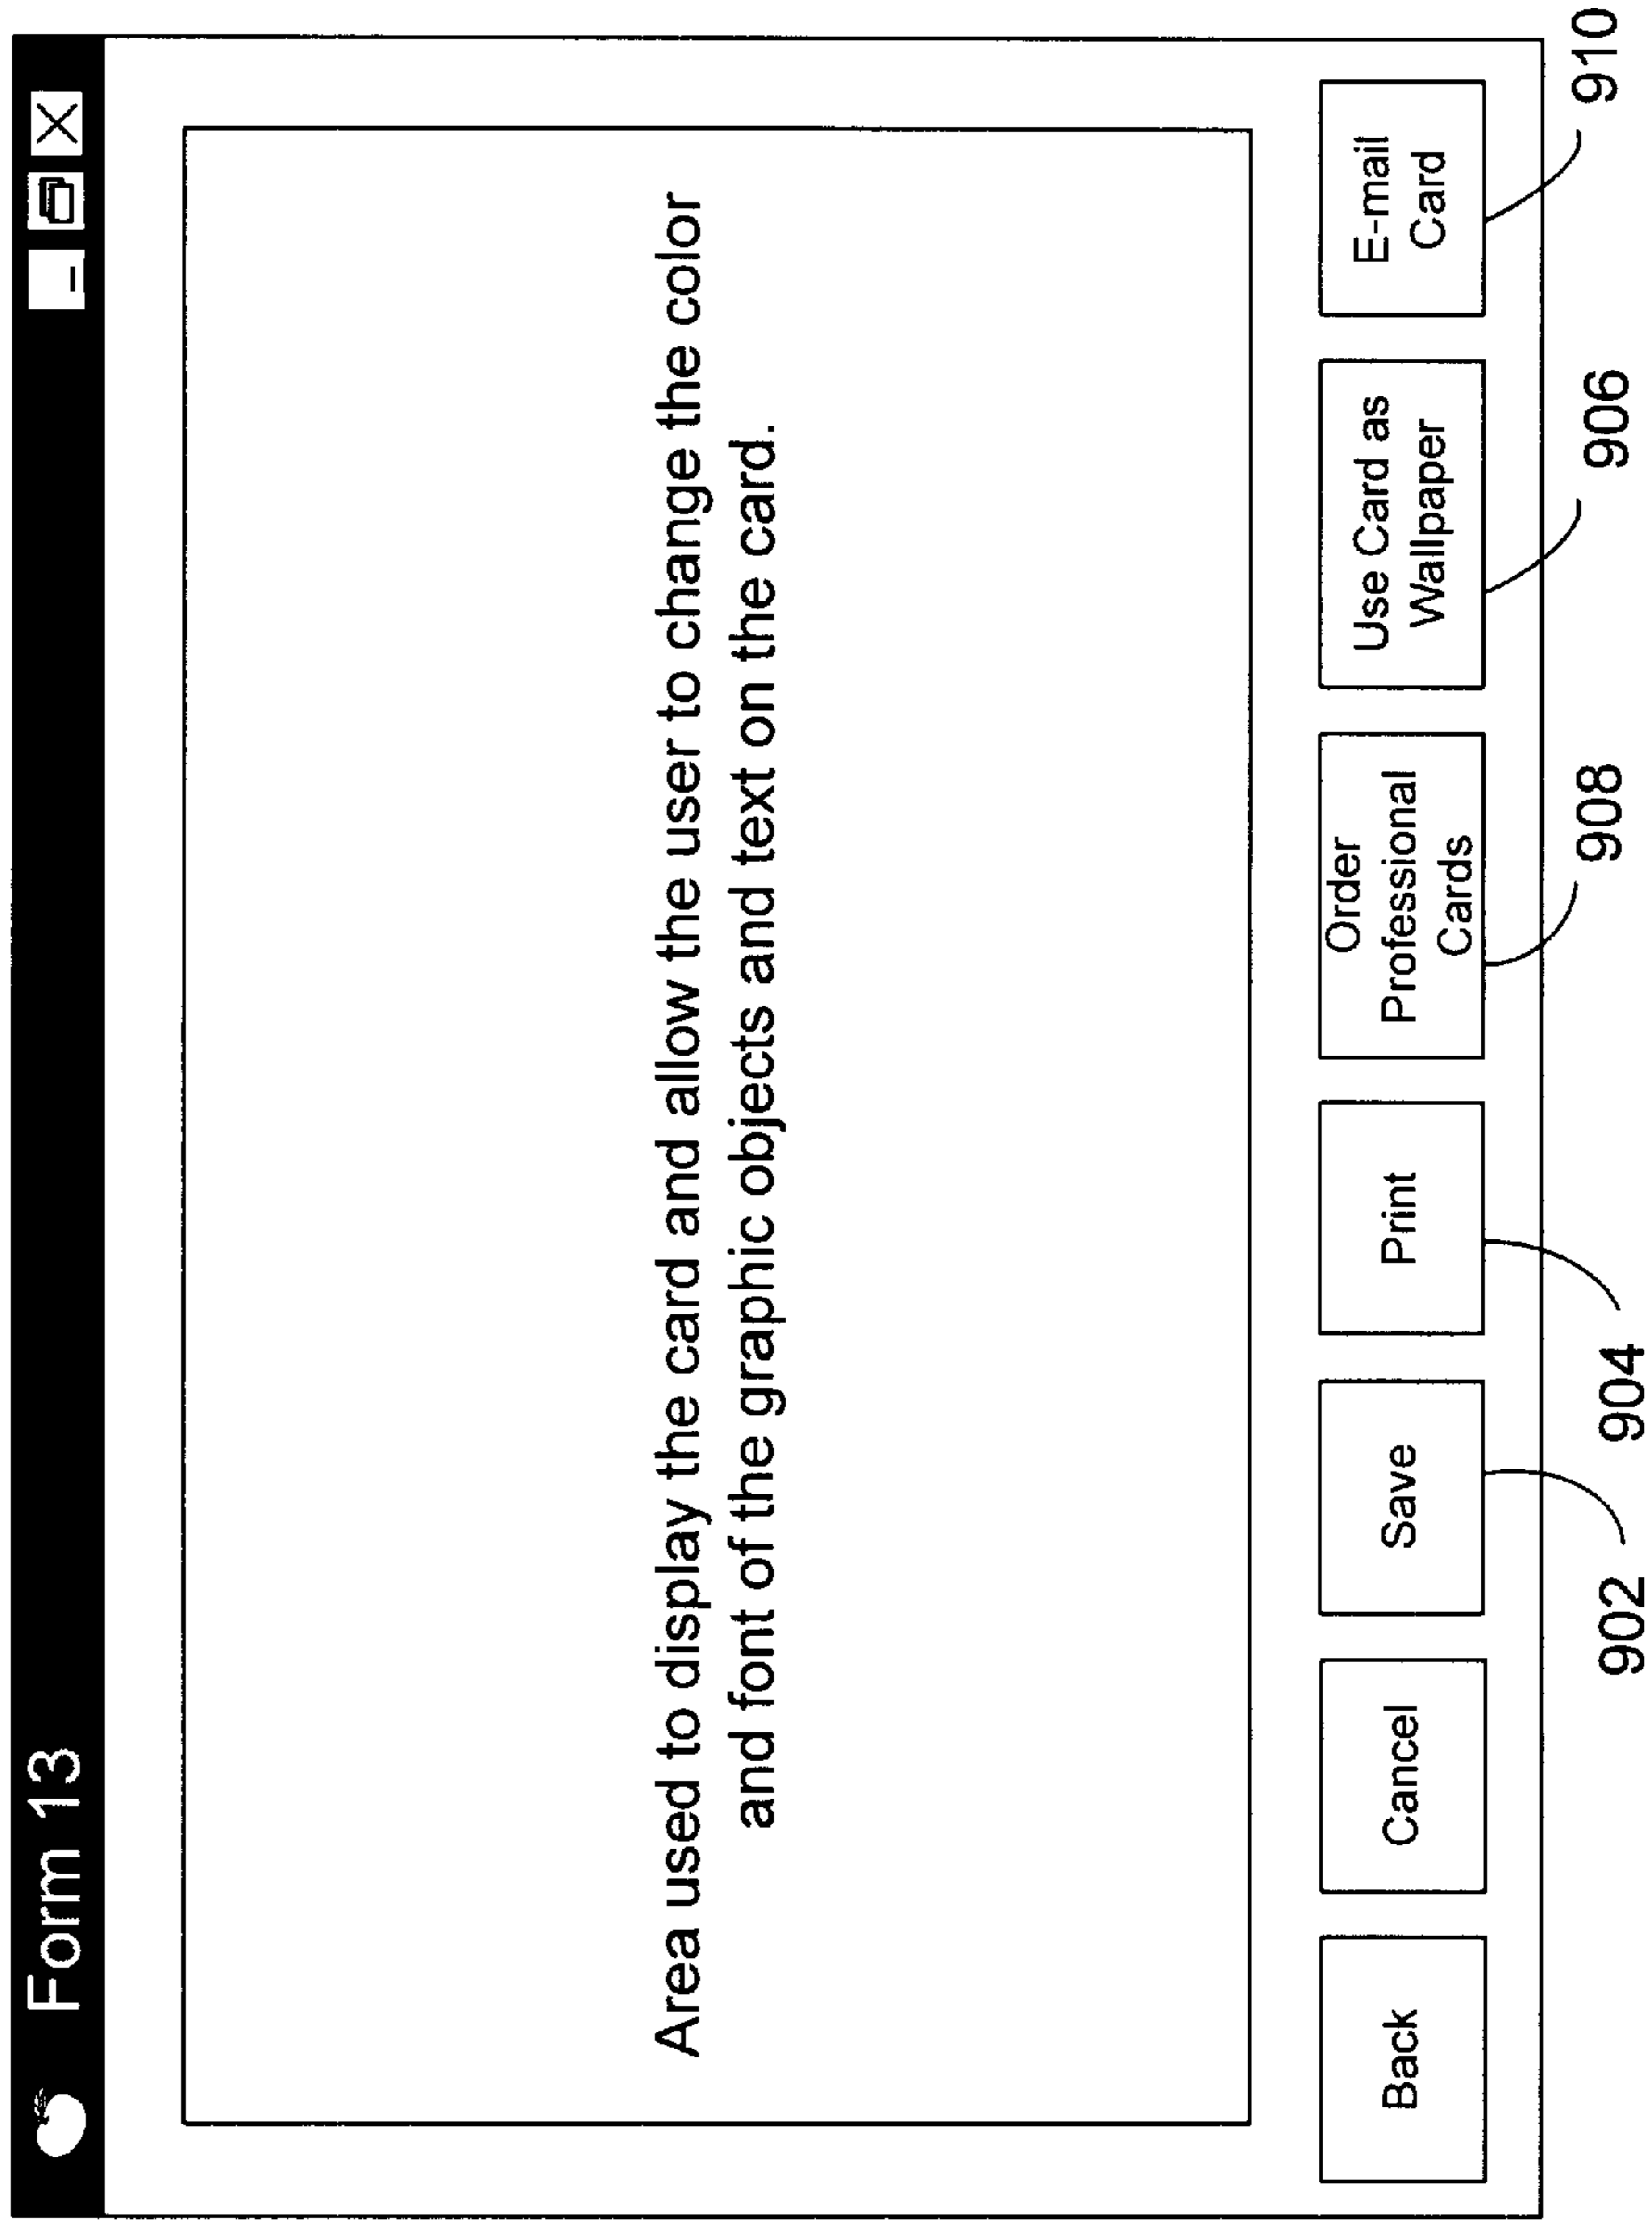 Form 13
Area used to display the card and allow the user to change the color
and font of the graphic objects and text on the card.
Back
Cancel
Save
Print
Order
Professional
Cards
Use Card as
Wallpaper
E-mail
Card
902
904
908
906
910